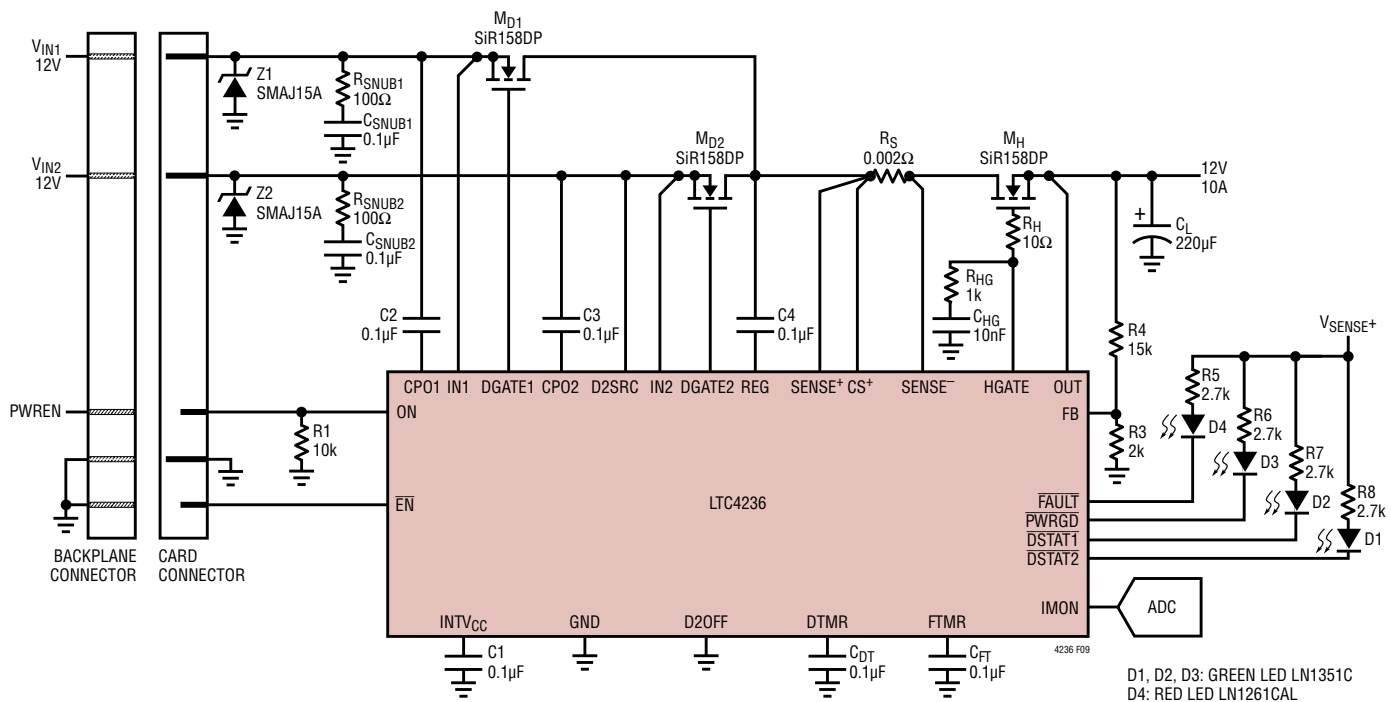 MD1
SiR158DP
VIN1
12V
Z1
SMAJ15A
RSNUB1
100Ω
CSNUB1
0.1µF
MD2
SiR158DP
RS
0.002Ω
MH
SiR158DP
VIN2
12V
12V
10A
Z2
SMAJ15A
RSNUB2
100Ω
CSNUB2
0.1µF
RH
10Ω
+
CL
220µF
RHG
1k
CHG
10nF
C2
0.1µF
C3
0.1µF
C4
0.1µF
R4
15k
VSENSE+
CPO1 IN1 DGATE1 CPO2 D2SRC IN2 DGATE2 REG SENSE+ CS+ SENSE− HGATE OUT
R5
2.7k
D4
R6
2.7k
D3
R7
2.7k
D2
R8
2.7k
D1
PWREN
ON
R1
10k
FB
R3
2k
EN
LTC4236
FAULT
PWRGD
DSTAT1
DSTAT2
BACKPLANE
CONNECTOR
CARD
CONNECTOR
IMON
ADC
INTVCC GND D2OFF DTMR FTMR
C1
0.1µF
CDT
0.1µF
CFT
0.1µF
4236 F09
D1, D2, D3: GREEN LED LN1351C
D4: RED LED LN1261CAL